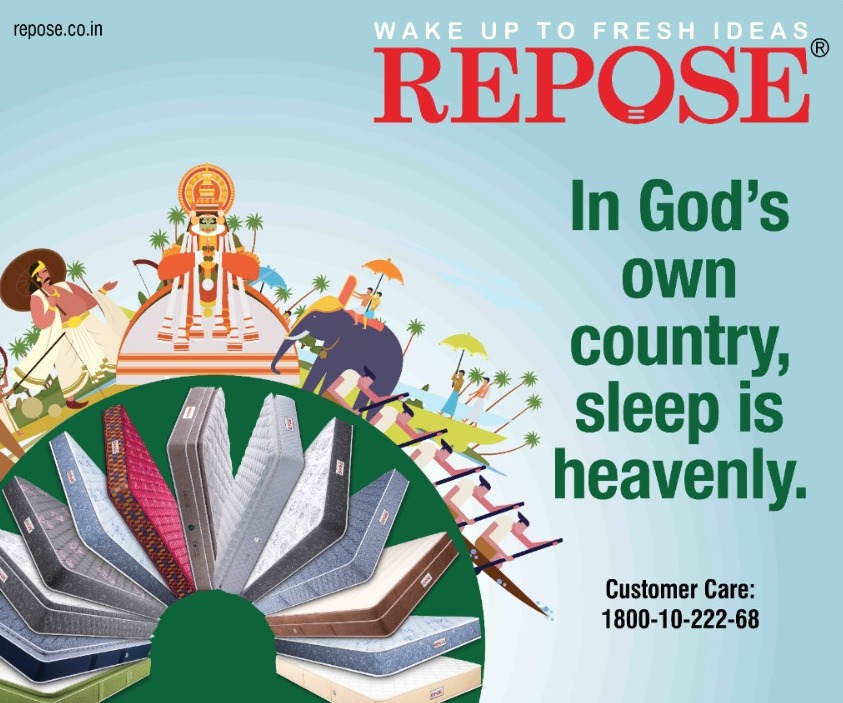 repose.co.in
WAKE UP TO FRESH IDEAS
REPOSE®
In God's
own
country,
sleep is
heavenly.
Customer Care:
1800-10-222-68